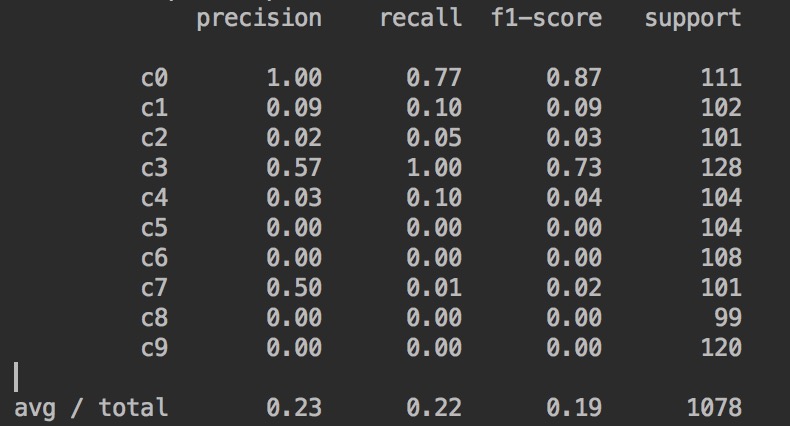 precision recall f1-score support
c0 1.00 0.77 0.87 111
c1 0.09 0.10 0.09 102
c2 0.02 0.05 0.03 101
c3 0.57 1.00 0.73 128
c4 0.03 0.10 0.04 104
c5 0.00 0.00 0.00 104
c6 0.00 0.00 0.00 108
c7 0.50 0.01 0.02 101
c8 0.00 0.00 0.00 99
c9 0.00 0.00 0.00 120
avg / total 0.23 0.22 0.19 1078